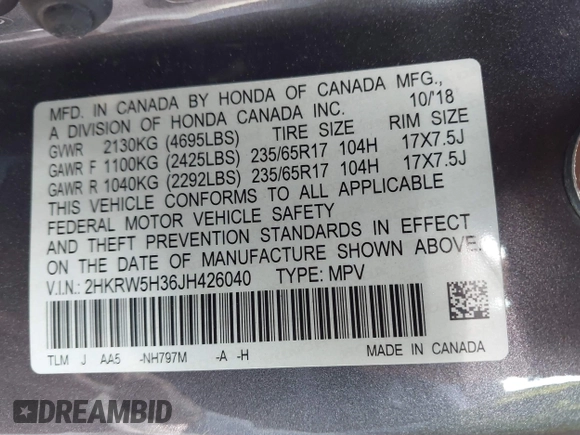 MFD. IN CANADA BY HONDA OF CANADA MFG.,
A DIVISION OF HONDA CANADA INC. 10/18
GVWR 2130KG (4695LBS) TIRE SIZE RIM SIZE
GAWR F 1100KG (2425LBS) 235/65R17 104H 17X7.5J
GAWR R 1040KG (2292LBS) 235/65R17 104H 17X7.5J
THIS VEHICLE CONFORMS TO ALL APPLICABLE
FEDERAL MOTOR VEHICLE SAFETY
AND THEFT PREVENTION STANDARDS IN EFFECT ON
THE DATE OF MANUFACTURE SHOWN ABOVE.
V.I.N.: 2HKRW5H36JH426040 TYPE: MPV
TLM J AA5 -NH797M -A -H
MADE IN CANADA
DREAMBID